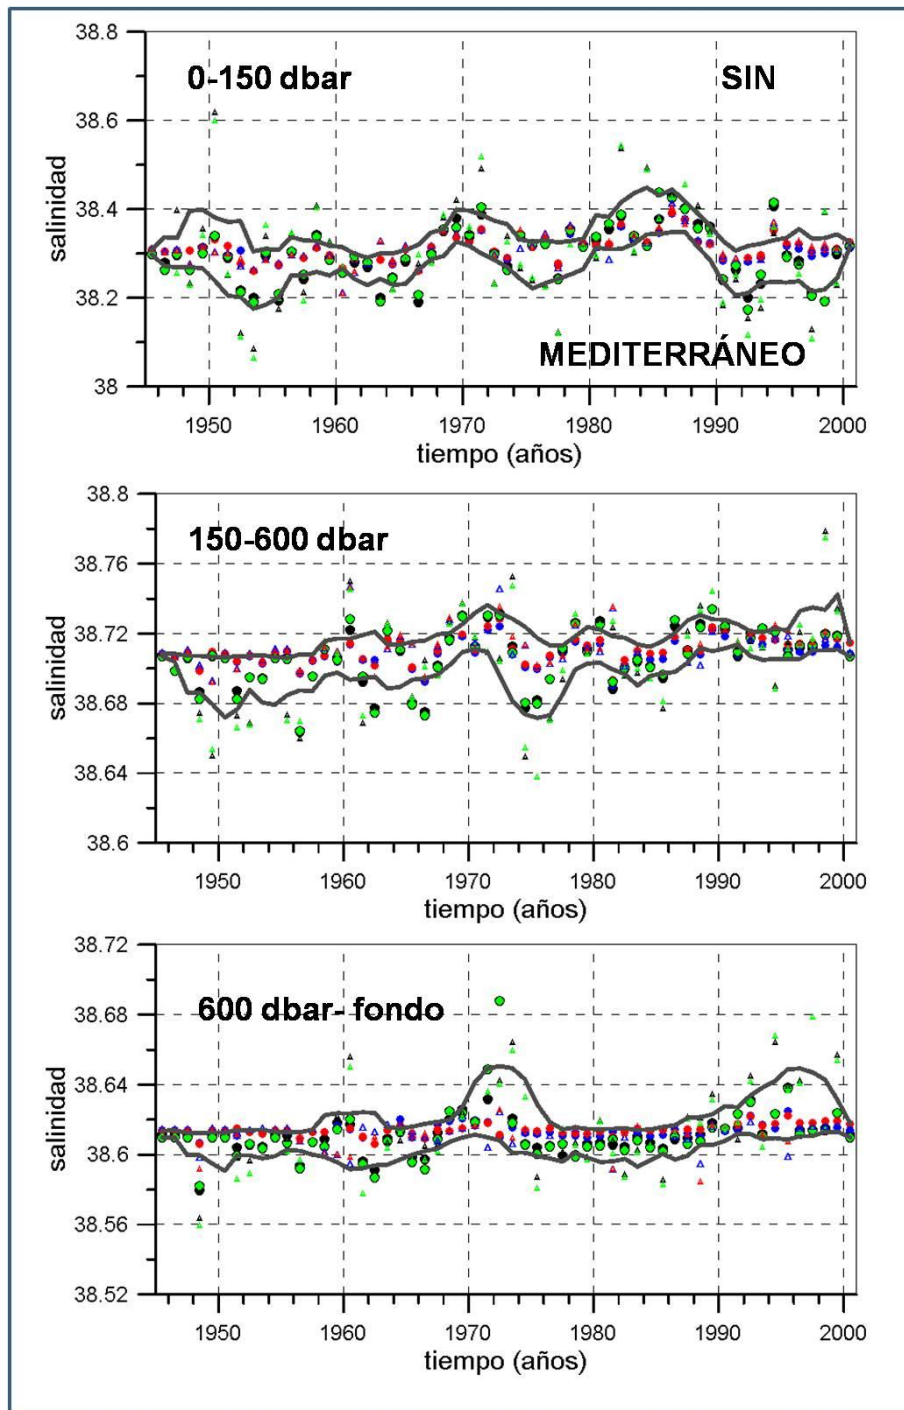 38.8
0-150 dbar SIN
38.6
salinidad
38.4
38.2
MEDITERRÁNEO
38
1950 1960 1970 1980 1990 2000
tiempo (años)
38.8
150-600 dbar
38.76
38.72
salinidad
38.68
38.64
38.6
1950 1960 1970 1980 1990 2000
tiempo (años)
38.72
600 dbar- fondo
38.68
38.64
salinidad
38.6
38.56
38.52
1950 1960 1970 1980 1990 2000
tiempo (años)